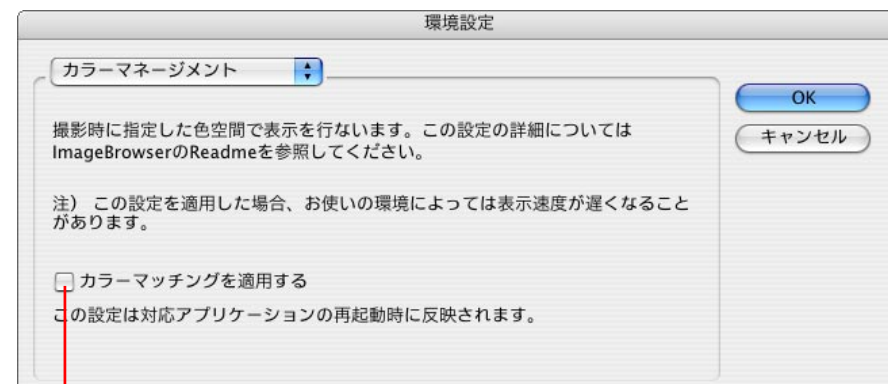 環境設定
カラーマネージメント
OK
キャンセル
撮影時に指定した色空間で表示を行ないます。この設定の詳細については
ImageBrowserのReadmeを参照してください。
注） この設定を適用した場合、お使いの環境によっては表示速度が遅くなること
があります。
カラーマッチングを適用する
この設定は対応アプリケーションの再起動時に反映されます。